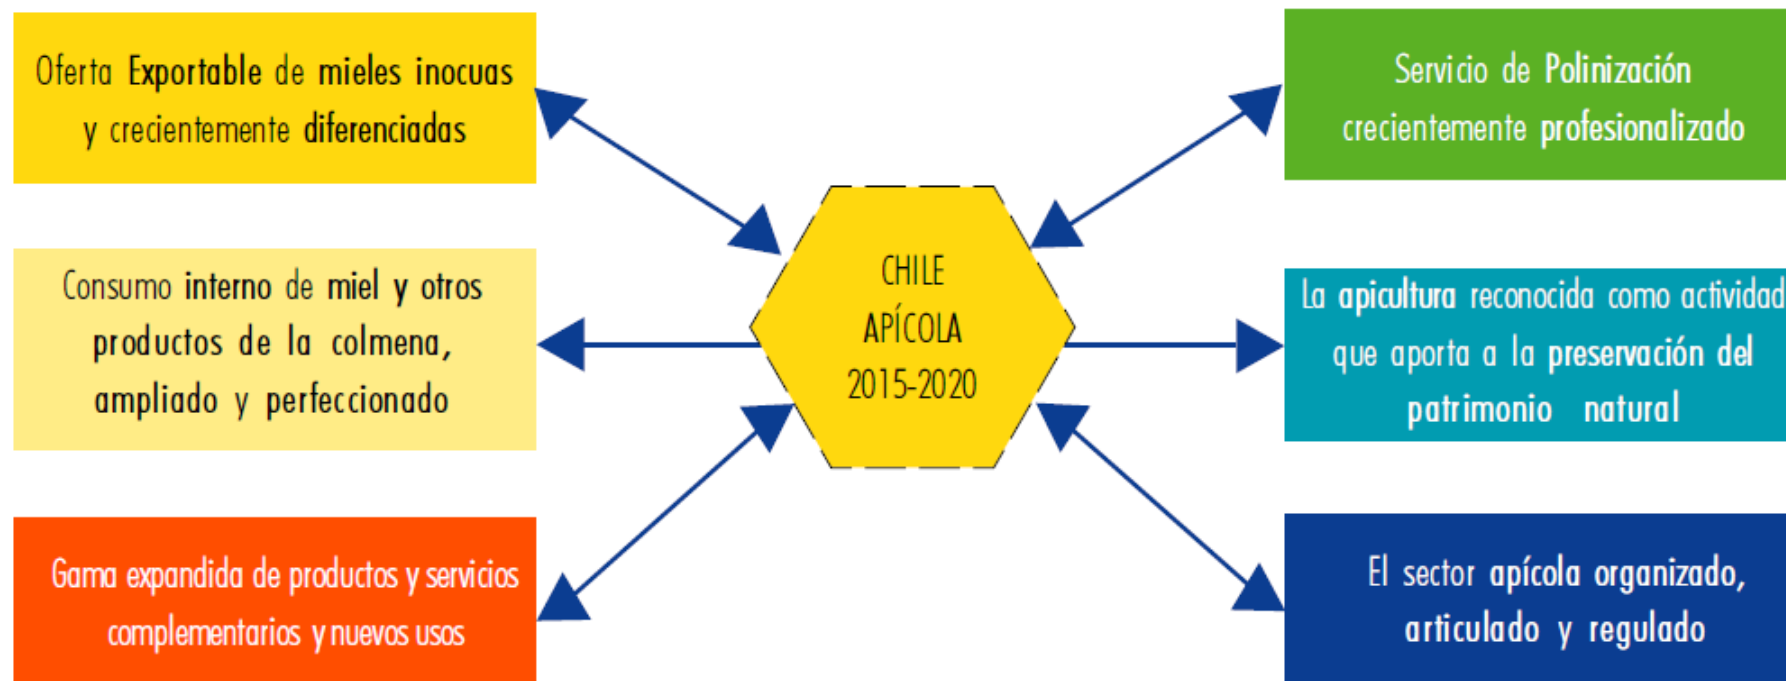 Oferta Exportable de mieles inocuas
y crecientemente diferenciadas
Consumo interno de miel y otros
productos de la colmena,
ampliado y perfeccionado
Gama expandida de productos y servicios
complementarios y nuevos usos
CHILE
APÍCOLA
2015-2020
Servicio de Polinización
crecientemente profesionalizado
La apicultura reconocida como actividad
que aporta a la preservación del
patrimonio natural
El sector apícola organizado,
articulado y regulado